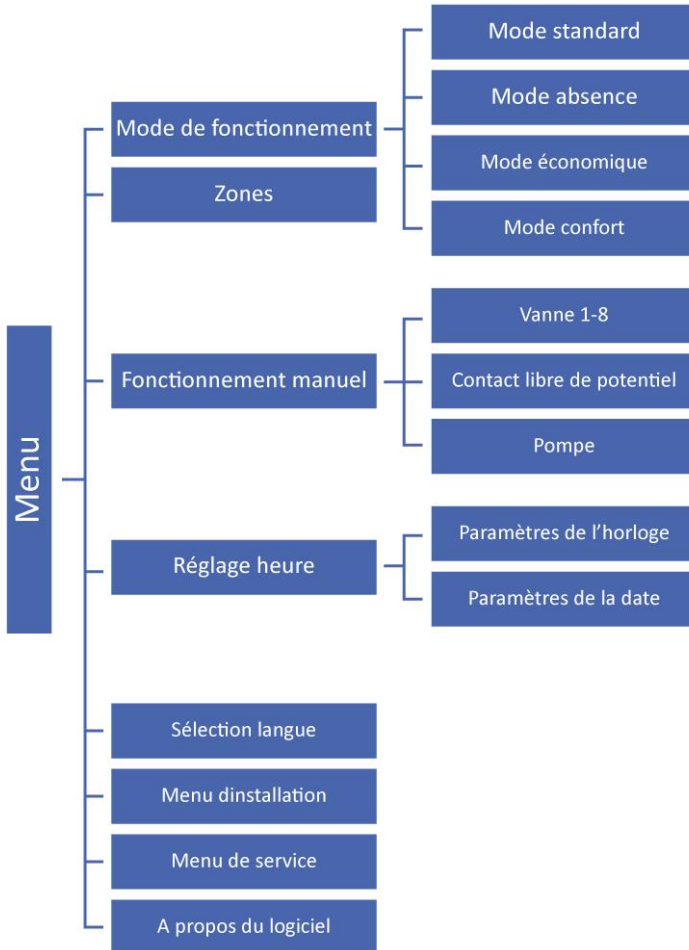 Menu
Mode de fonctionnement
Mode standard
Mode absence
Mode économique
Mode confort
Zones
Fonctionnement manuel
Vanne 1-8
Contact libre de potentiel
Pompe
Réglage heure
Paramètres de l’horloge
Paramètres de la date
Sélection langue
Menu dinstallation
Menu de service
A propos du logiciel